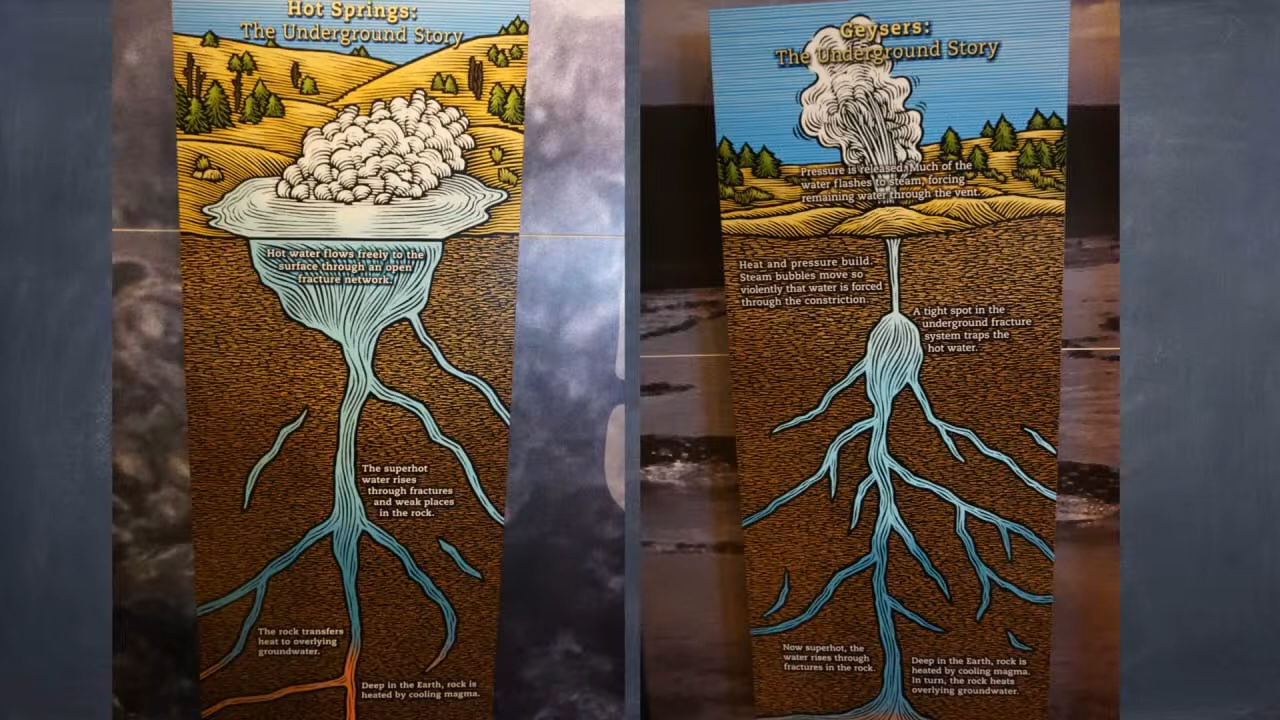 Hot Springs:
The Underground Story
Hot water flows freely to the
surface through an open
fracture network.
The superhot
water rises
through fractures
and weak places
in the rock.
The rock transfers
heat to overlying
groundwater.
Deep in the Earth, rock is
heated by cooling magma.
Geysers:
The Underground Story
Pressure is released. Much of the
water flashes to steam, forcing
remaining water through the vent.
Heat and pressure build.
Steam bubbles move so
violently that water is forced
through the constriction.
A tight spot in the
underground fracture
system traps the
hot water.
Now superhot, the
water rises through
fractures in the rock.
Deep in the Earth, rock is
heated by cooling magma.
In turn, the rock heats
overlying groundwater.